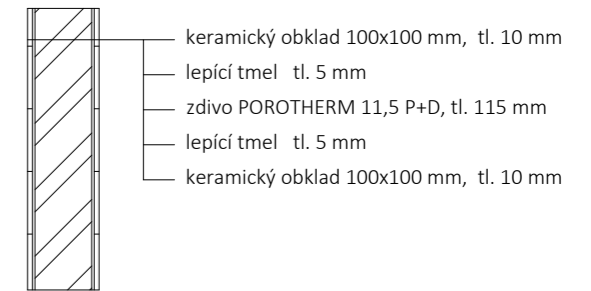 keramický obklad 100x100 mm, tl. 10 mm
lepící tmel tl. 5 mm
zdivo POROTHERM 11,5 P+D, tl. 115 mm
lepící tmel tl. 5 mm
keramický obklad 100x100 mm, tl. 10 mm